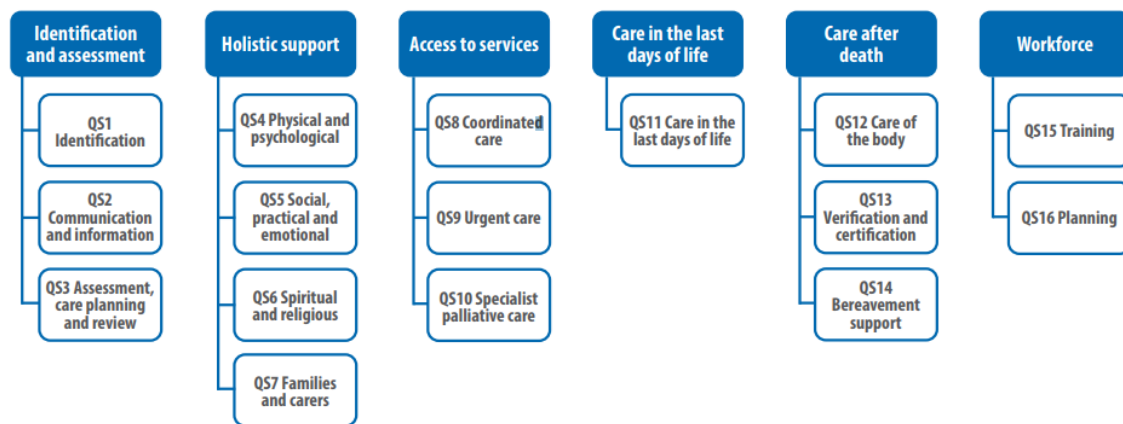 Identification
and assessment
QS1
Identification
QS2
Communication
and information
QS3 Assessment,
care planning
and review
Holistic support
QS4 Physical and
psychological
QS5 Social,
practical and
emotional
QS6 Spiritual
and religious
QS7 Families
and carers
Access to services
QS8 Coordinated
care
QS9 Urgent care
QS10 Specialist
palliative care
Care in the last
days of life
QS11 Care in the
last days of life
Care after
death
QS12 Care of
the body
QS13
Verification and
certification
QS14
Bereavement
support
Workforce
QS15 Training
QS16 Planning